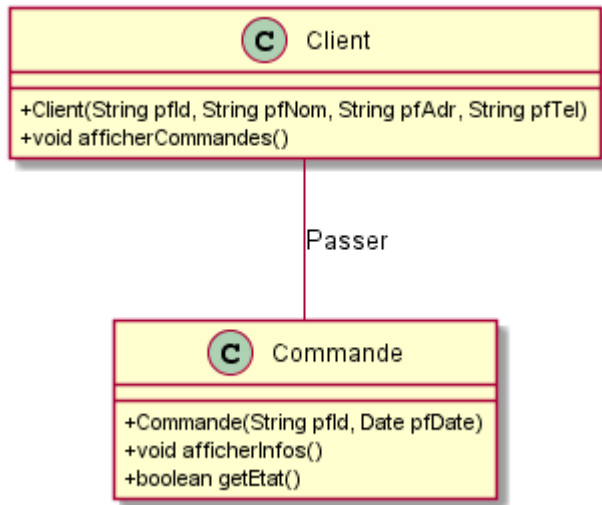 C Client
+Client(String pfId, String pfNom, String pfAdr, String pfTel)
+void afficherCommandes()
Passer
C Commande
+Commande(String pfId, Date pfDate)
+void afficherInfos()
+boolean getEtat()